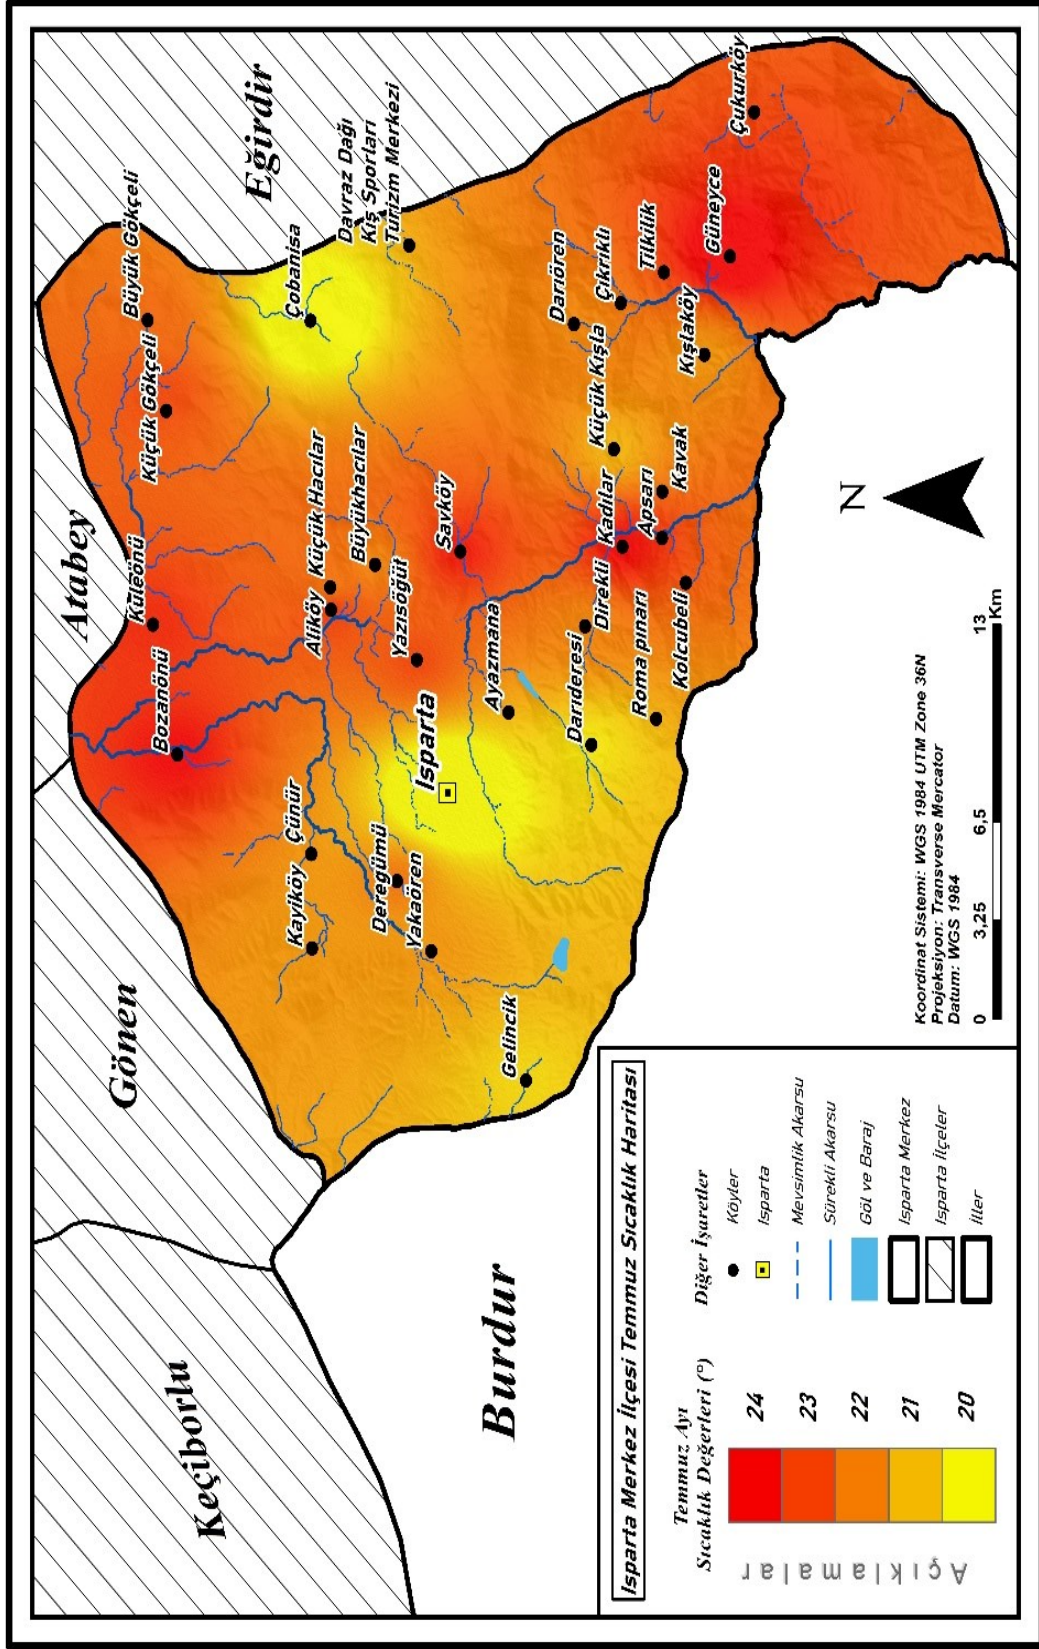 Keçiborlu
Gönen
Atabey
Eğirdir
Burdur
Kuleönü
Bozanönü
Küçük Gökçeli
Büyük Gökçeli
Çobanisa
Davraz Dağı
Kış Sporları
Turizm Merkezi
Kayıköy
Çünür
Aliköy
Küçük Hacılar
Büyükhacılar
Deregümü
Yakaören
Isparta
Yazısöğüt
Savköy
Gelincik
Ayazmana
Darıderesi
Direkli
Kadılar
Küçük Kışla
Darıören
Çıkrıklı
Roma pınarı
Kolcubeli
Apsarı
Kavak
Kışlaköy
Tilkilik
Güneyce
Çukurköy
N
Isparta Merkez İlçesi Temmuz Sıcaklık Haritası
Açıklamalar
Temmuz Ayı
Sıcaklık Değerleri (°)
24
23
22
21
20
Diğer İşaretler
Köyler
Isparta
Mevsimlik Akarsu
Sürekli Akarsu
Göl ve Baraj
Isparta Merkez
Isparta İlçeler
İller
Koordinat Sistemi: WGS 1984 UTM Zone 36N
Projeksiyon: Transverse Mercator
Datum: WGS 1984
0 3,25 6,5 13
Km